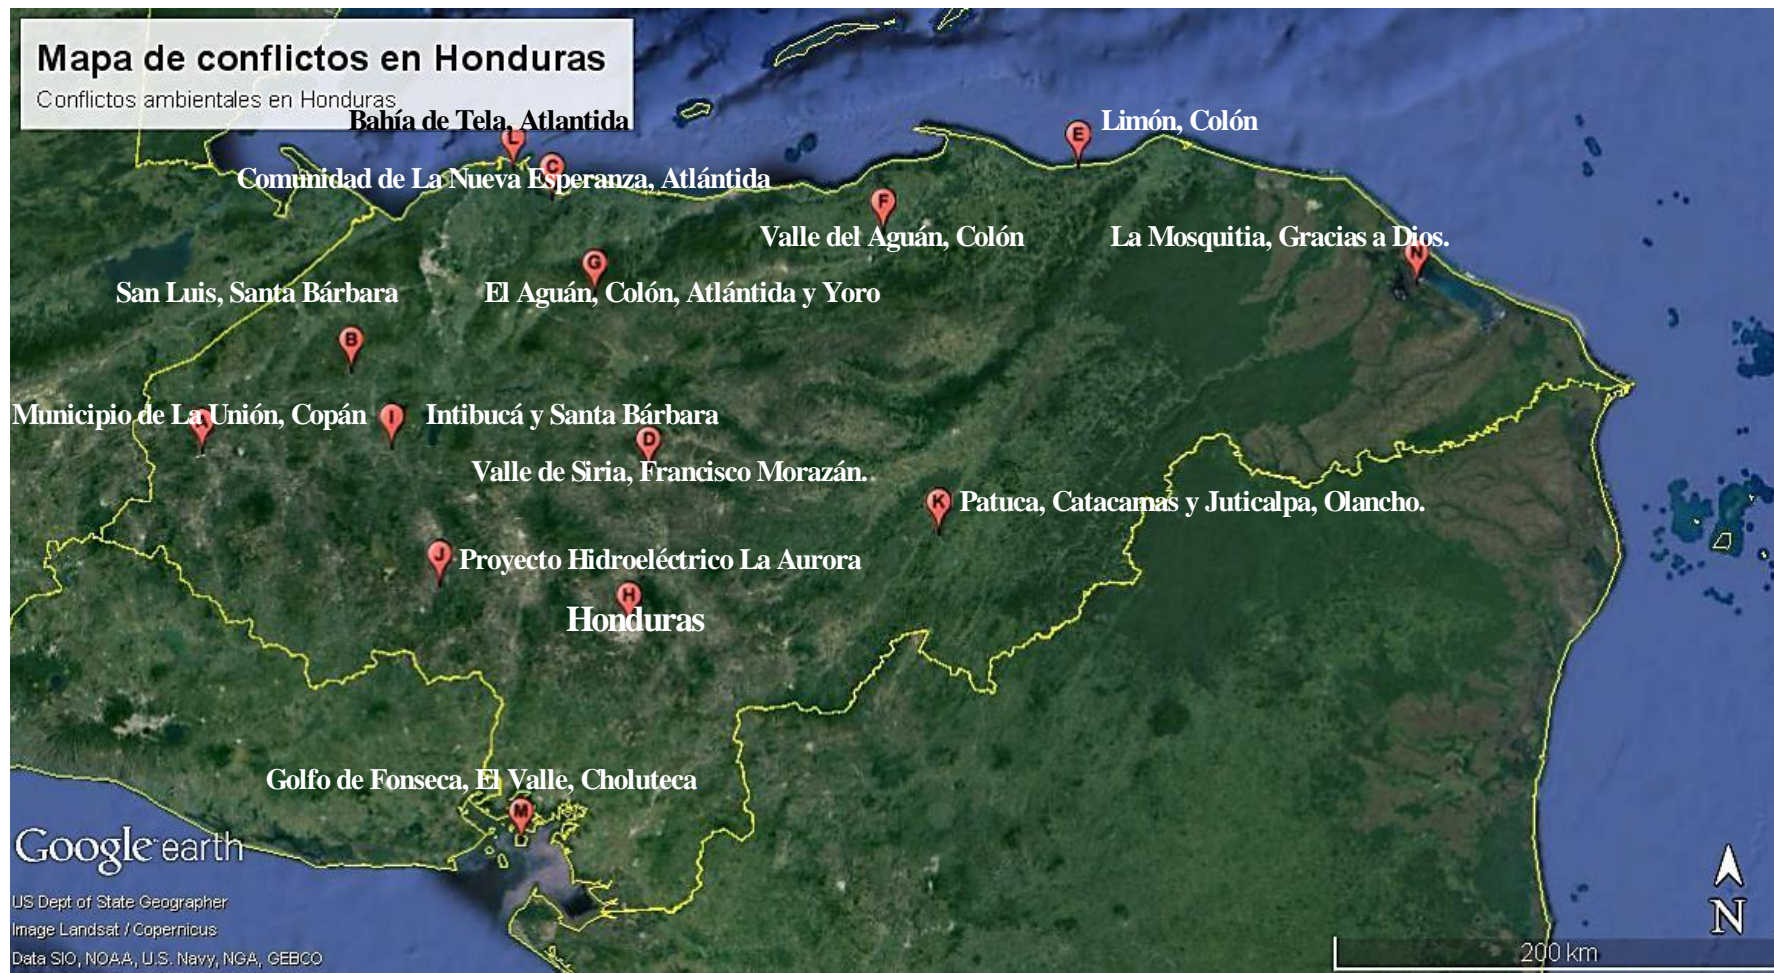 Mapa de conflictos en Honduras
Conflictos ambientales en Honduras
Bahía de Tela, Atlantida
L
E
Limón, Colón
C
Comunidad de La Nueva Esperanza, Atlántida
F
Valle del Aguán, Colón
La Mosquitia, Gracias a Dios.
N
G
San Luis, Santa Bárbara
El Aguán, Colón, Atlántida y Yoro
B
Municipio de La Unión, Copán
A
I
Intibucá y Santa Bárbara
D
Valle de Siria, Francisco Morazán.
K
Patuca, Catacamas y Juticalpa, Olancho.
J
Proyecto Hidroeléctrico La Aurora
H
Honduras
Golfo de Fonseca, El Valle, Choluteca
M
Google earth
US Dept of State Geographer
Image Landsat / Copernicus
Data SIO, NOAA, U.S. Navy, NGA, GEBCO
N
200 km